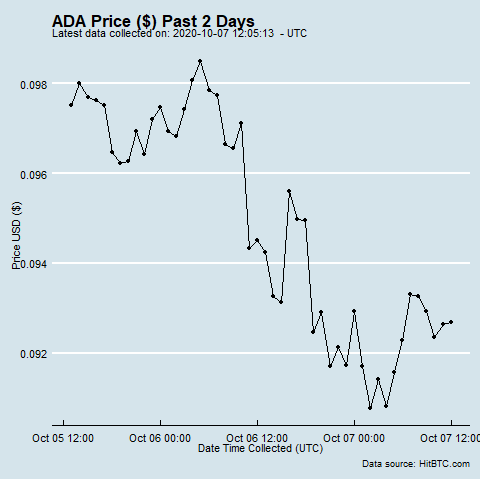 ADA Price ($) Past 2 Days
Latest data collected on: 2020-10-07 12:05:13 - UTC
0.098
0.096
0.094
0.092
Price USD ($)
Oct 05 12:00 Oct 06 00:00 Oct 06 12:00 Oct 07 00:00 Oct 07 12:00
Date Time Collected (UTC)
Data source: HitBTC.com